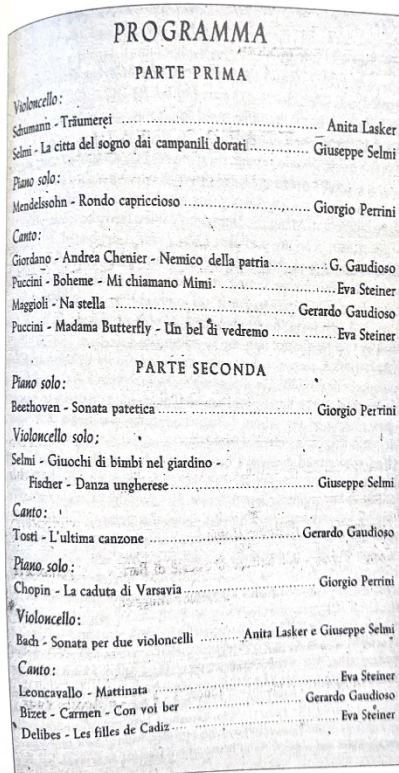 PROGRAMMA
PARTE PRIMA
Violoncello:
Schumann - Träumerei ........ Anita Lasker
Selmi - La citta del sogno dai campanili dorati ........ Giuseppe Selmi
Piano solo:
Mendelssohn - Rondo capriccioso ........ Giorgio Perrini
Canto:
Giordano - Andrea Chenier - Nemico della patria ........ G. Gaudioso
Puccini - Boheme - Mi chiamano Mimi. ........ Eva Steiner
Maggioli - Na stella ........ Gerardo Gaudioso
Puccini - Madama Butterfly - Un bel di vedremo ........ Eva Steiner
PARTE SECONDA
Piano solo:
Beethoven - Sonata patetica ........ Giorgio Perrini
Violoncello solo;
Selmi - Giuochi di bimbi nel giardino -
Fischer - Danza ungherese ........ Giuseppe Selmi
Canto:
Tosti - L'ultima canzone ........ Gerardo Gaudioso
Piano solo:
Chopin - La caduta di Varsavia ........ Giorgio Perrini
Violoncello:
Bach - Sonata per due violoncelli ........ Anita Lasker e Giuseppe Selmi
Canto:
Leoncavallo - Mattinata ........ Eva Steiner
Bizet - Carmen - Con voi ber ........ Gerardo Gaudioso
Delibes - Les filles de Cadiz ........ Eva Steiner